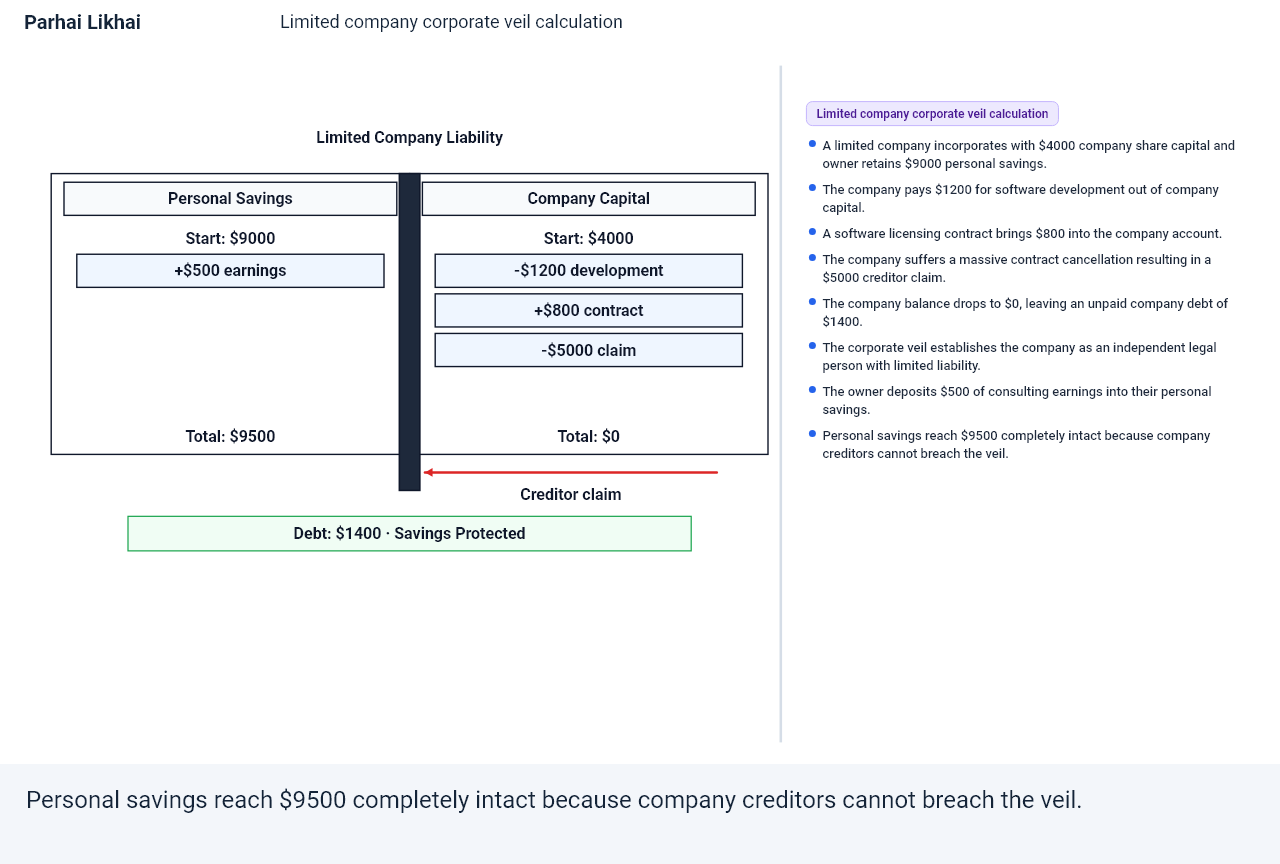 Parhai Likhai
Limited company corporate veil calculation
Limited Company Liability
Personal Savings
Company Capital
Start: $9000
Start: $4000
+$500 earnings
-$1200 development
+$800 contract
-$5000 claim
Total: $9500
Total: $0
Creditor claim
Debt: $1400 · Savings Protected
Limited company corporate veil calculation
A limited company incorporates with $4000 company share capital and
owner retains $9000 personal savings.
The company pays $1200 for software development out of company
capital.
A software licensing contract brings $800 into the company account.
The company suffers a massive contract cancellation resulting in a
$5000 creditor claim.
The company balance drops to $0, leaving an unpaid company debt of
$1400.
The corporate veil establishes the company as an independent legal
person with limited liability.
The owner deposits $500 of consulting earnings into their personal
savings.
Personal savings reach $9500 completely intact because company
creditors cannot breach the veil.
Personal savings reach $9500 completely intact because company creditors cannot breach the veil.